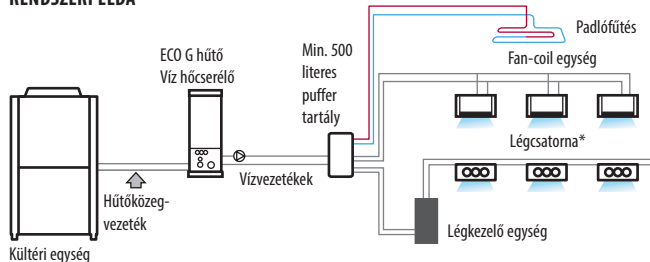 RENDSZERPÉLDA
ECO G hűtő
Víz hőcserélő
Min. 500
literes
puffer
tartály
Padlófűtés
Fan-coil egység
Légcsatorna*
Vízvezetékek
Hűtőközeg-
vezeték
Légkezelő egység
Kültéri egység